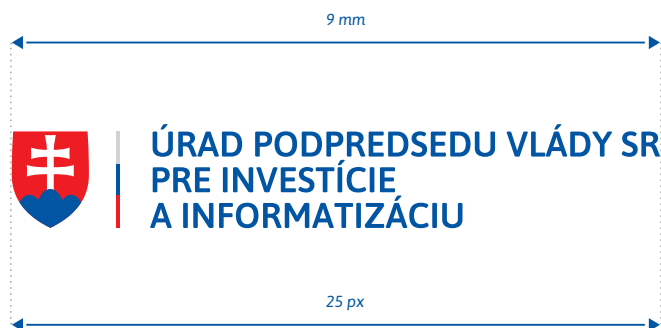 9 mm
ÚRAD PODPREDSEDU VLÁDY SR
PRE INVESTÍCIE
A INFORMATIZÁCIU
25 px